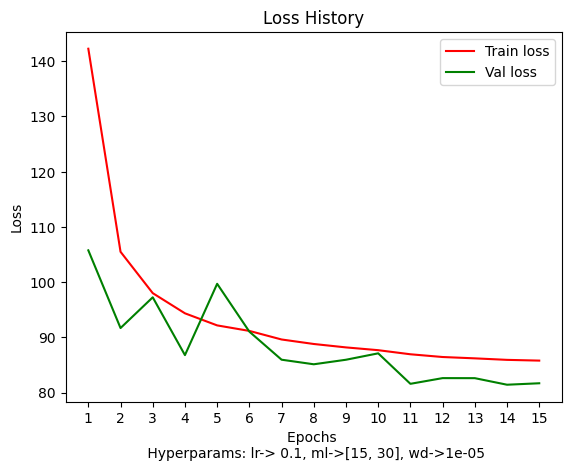 Loss History
Train loss
Val loss
Loss
140
130
120
110
100
90
80
1 2 3 4 5 6 7 8 9 10 11 12 13 14 15
Epochs
Hyperparams: lr-> 0.1, ml->[15, 30], wd->1e-05